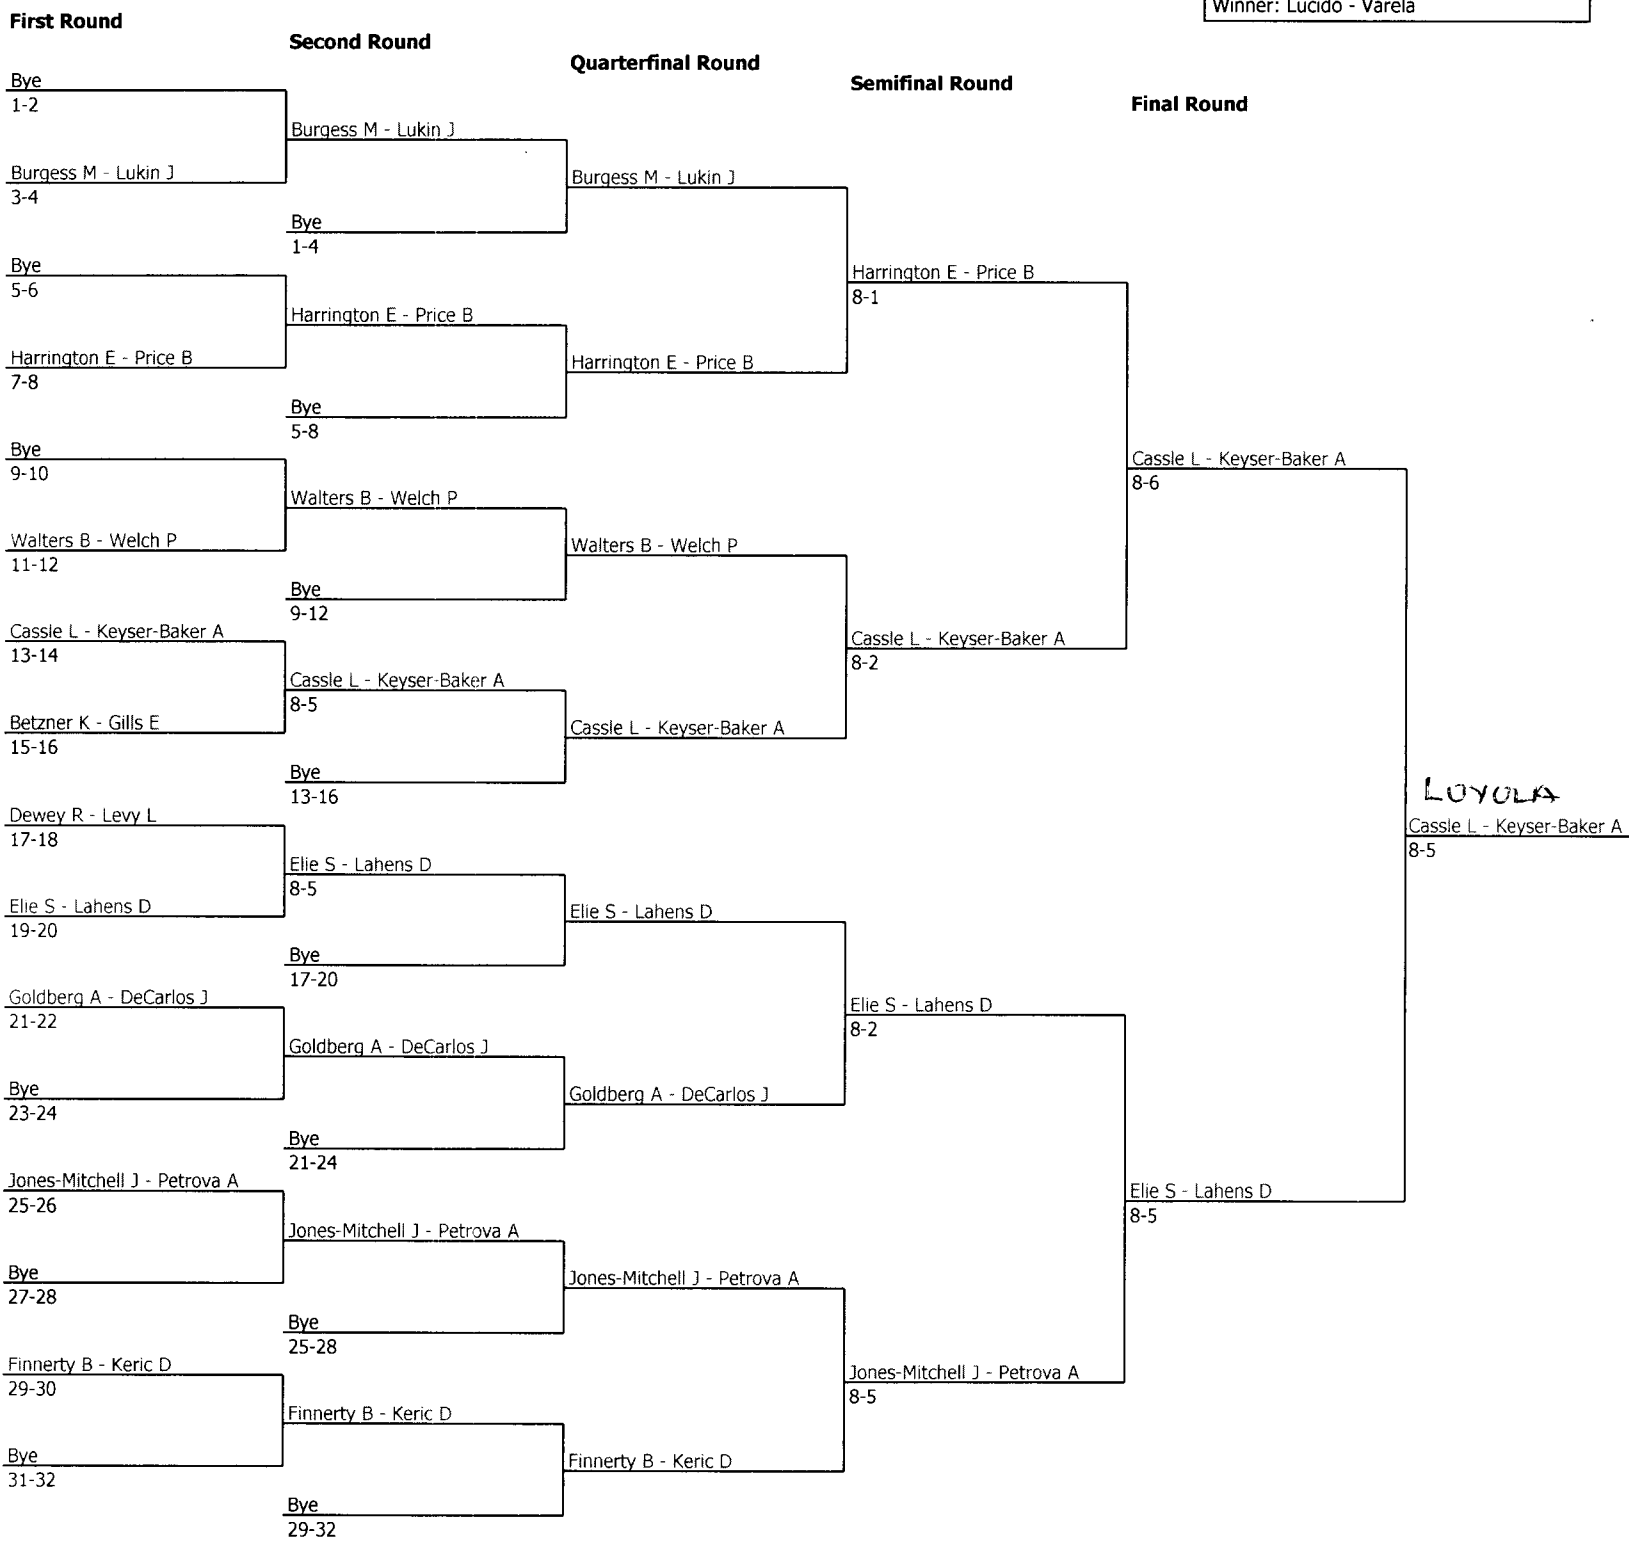 Winner: Lucido - Varela
First Round
Second Round
Quarterfinal Round
Semifinal Round
Final Round
Bye
1-2
Burgess M - Lukin J
3-4
Bye
5-6
Harrington E - Price B
7-8
Bye
9-10
Walters B - Welch P
11-12
Cassle L - Keyser-Baker A
13-14
Betzner K - Gills E
15-16
Dewey R - Levy L
17-18
Elie S - Lahens D
19-20
Goldberg A - DeCarlos J
21-22
Bye
23-24
Jones-Mitchell J - Petrova A
25-26
Bye
27-28
Finnerty B - Keric D
29-30
Bye
31-32
Burgess M - Lukin J
Bye
1-4
Harrington E - Price B
Bye
5-8
Walters B - Welch P
Bye
9-12
Cassle L - Keyser-Baker A
8-5
Bye
13-16
Elie S - Lahens D
8-5
Bye
17-20
Goldberg A - DeCarlos J
Bye
21-24
Jones-Mitchell J - Petrova A
Bye
25-28
Finnerty B - Keric D
Bye
29-32
Burgess M - Lukin J
Harrington E - Price B
Walters B - Welch P
Cassle L - Keyser-Baker A
Elie S - Lahens D
Goldberg A - DeCarlos J
Jones-Mitchell J - Petrova A
Finnerty B - Keric D
Harrington E - Price B
8-1
Cassle L - Keyser-Baker A
8-2
Elie S - Lahens D
8-2
Jones-Mitchell J - Petrova A
8-5
Cassle L - Keyser-Baker A
8-6
Elie S - Lahens D
8-5
LOYOLA
Cassle L - Keyser-Baker A
8-5